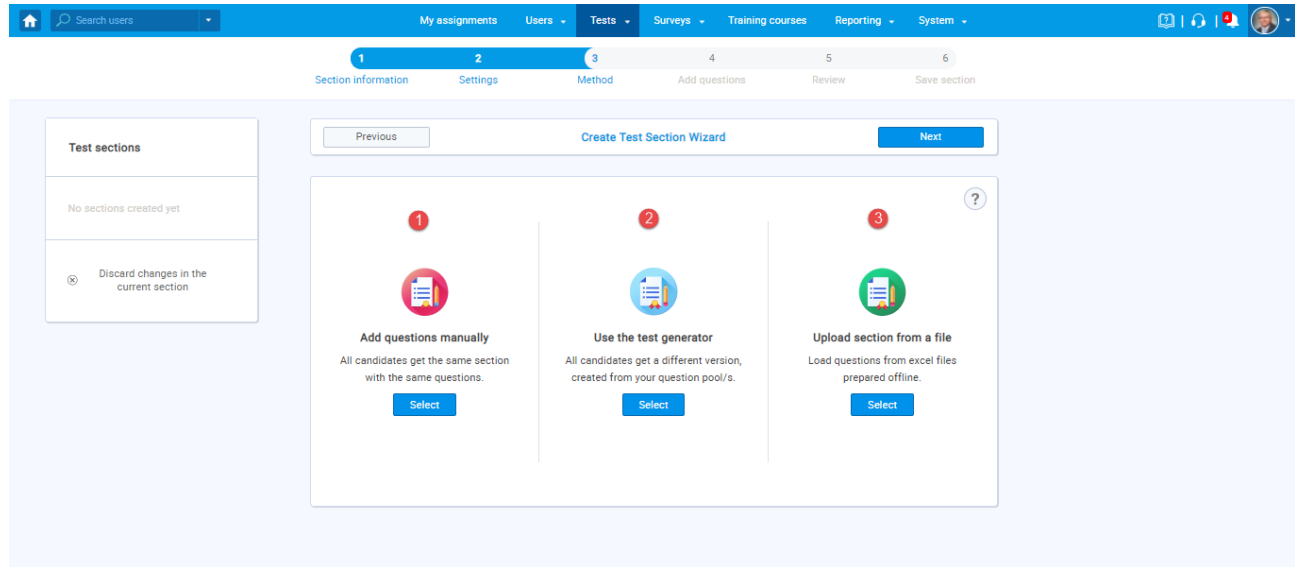 Search users
My assignments
Users
Tests
Surveys
Training courses
Reporting
System
4
1
2
3
4
5
6
Section information
Settings
Method
Add questions
Review
Save section
Test sections
No sections created yet
Discard changes in the
current section
Previous
Create Test Section Wizard
Next
?
1
Add questions manually
All candidates get the same section
with the same questions.
Select
2
Use the test generator
All candidates get a different version,
created from your question pool/s.
Select
3
Upload section from a file
Load questions from excel files
prepared offline.
Select